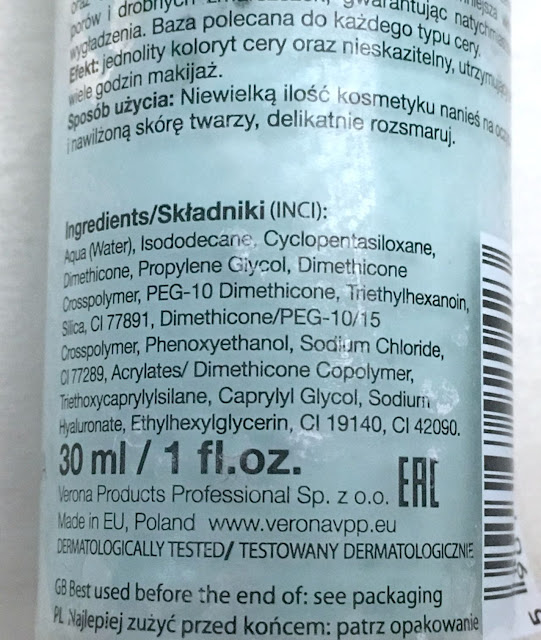 porów i drobnych zmarszczek, gwarantując
wygładzenia. Baza polecana do każdego typu cery.
Efekt: jednolity koloryt cery oraz nieskazitelny,
wiele godzin makijaż.
Sposób użycia: Niewielką ilość kosmetyku nanieś na
i nawilżoną skórę twarzy, delikatnie rozsmaruj.
Ingredients/Składniki (INCI):
Aqua (Water), Isododecane, Cyclopentasiloxane,
Dimethicone, Propylene Glycol, Dimethicone
Crosspolymer, PEG-10 Dimethicone, Triethylhexanoin,
Silica, CI 77891, Dimethicone/PEG-10/15
Crosspolymer, Phenoxyethanol, Sodium Chloride,
CI 77289, Acrylates/ Dimethicone Copolymer,
Triethoxycaprylylsilane, Caprylyl Glycol, Sodium
Hyaluronate, Ethylhexylglycerin, CI 19140, CI 42090.
30 ml / 1 fl.oz.
EAC
Verona Products Professional Sp. z o.o.
Made in EU, Poland www.veronavpp.eu
DERMATOLOGICALLY TESTED/ TESTOWANY DERMATOLOGICZNIE
GB Best used before the end of: see packaging
PL Najlepiej zużyć przed końcem: patrz opakowanie